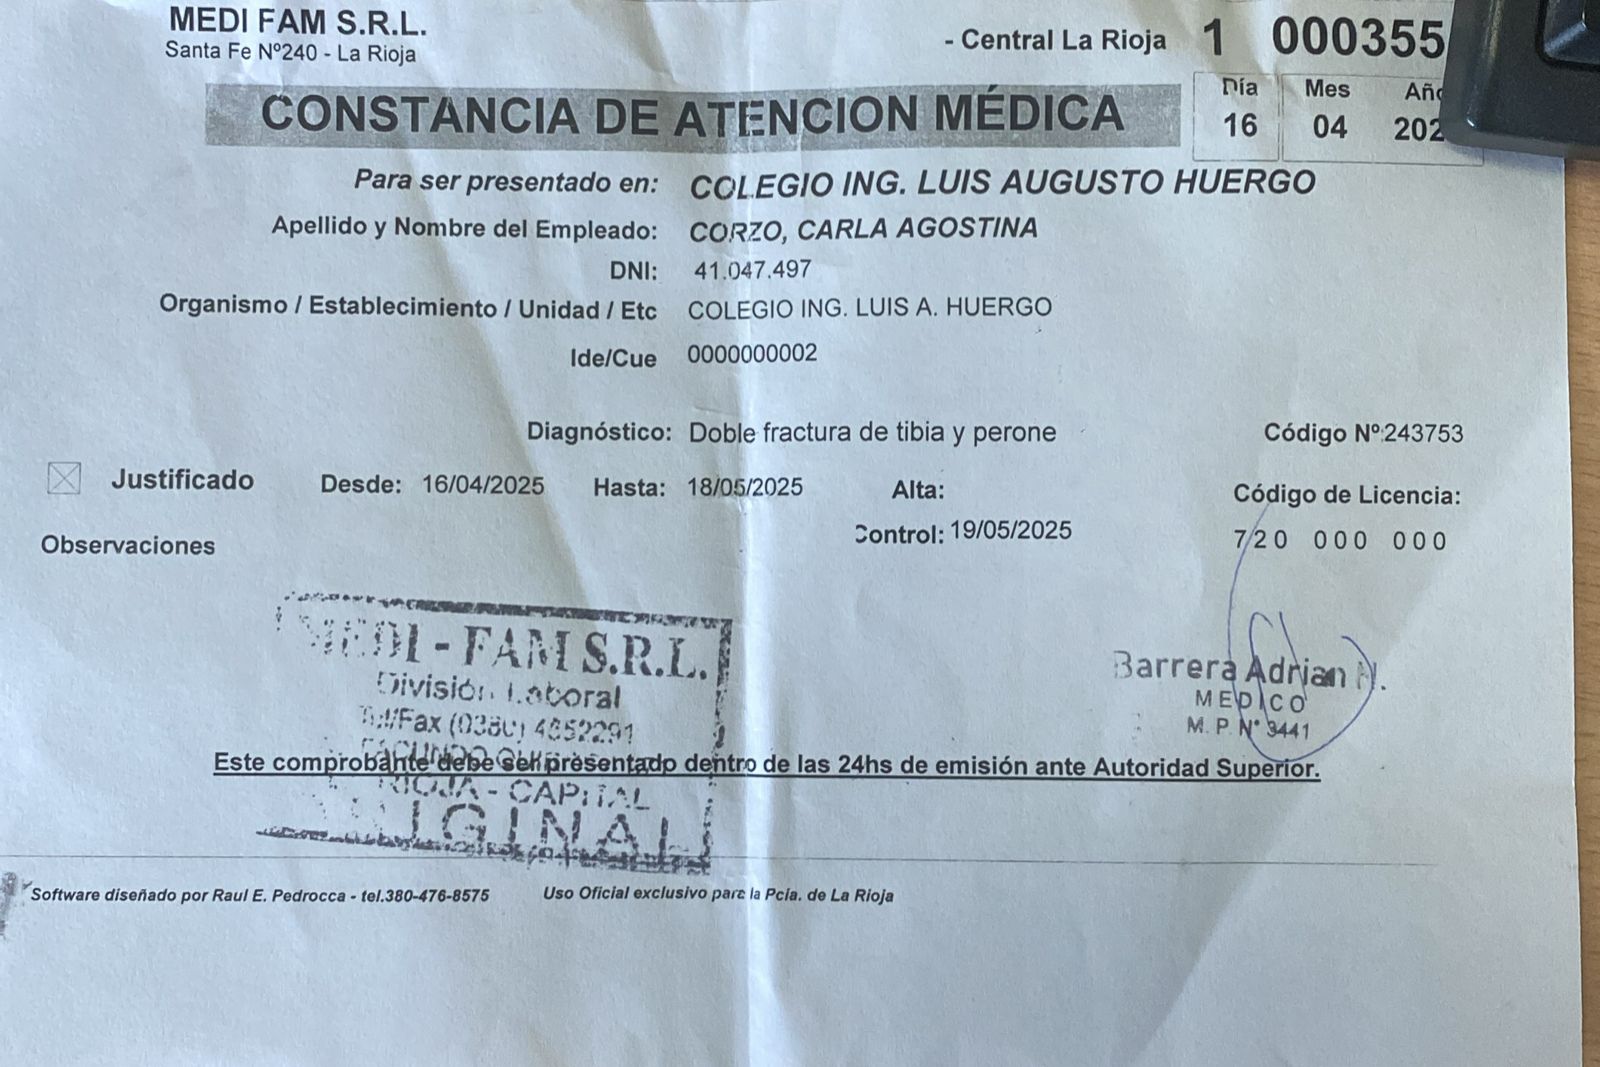 MEDI FAM S.R.L.
Santa Fe Nº240 - La Rioja
- Central La Rioja 1 000355
Día Mes
16 04
CONSTANCIA DE ATENCION MÉDICA
Para ser presentado en: COLEGIO ING. LUIS AUGUSTO HUERGO
Apellido y Nombre del Empleado: CORZO, CARLA AGOSTINA
DNI: 41.047.497
Organismo / Establecimiento / Unidad / Etc COLEGIO ING. LUIS A. HUERGO
Ide/Cue 0000000002
Diagnóstico: Doble fractura de tibia y perone Código Nº:243753
Justificado Desde: 16/04/2025 Hasta: 18/05/2025 Alta: Código de Licencia:
Control: 19/05/2025 720 000 000
Observaciones
MEDI - FAM S.R.L.
División Laboral
Tel/Fax
RIOJA - CAPITAL
Barrera Adrian N.
MEDICO
M. P. N° 3441
Este comprobante debe ser presentado dentro de las 24hs de emisión ante Autoridad Superior.
Software diseñado por Raul E. Pedrocca - tel.380-476-8575 Uso Oficial exclusivo para la Pcia. de La Rioja